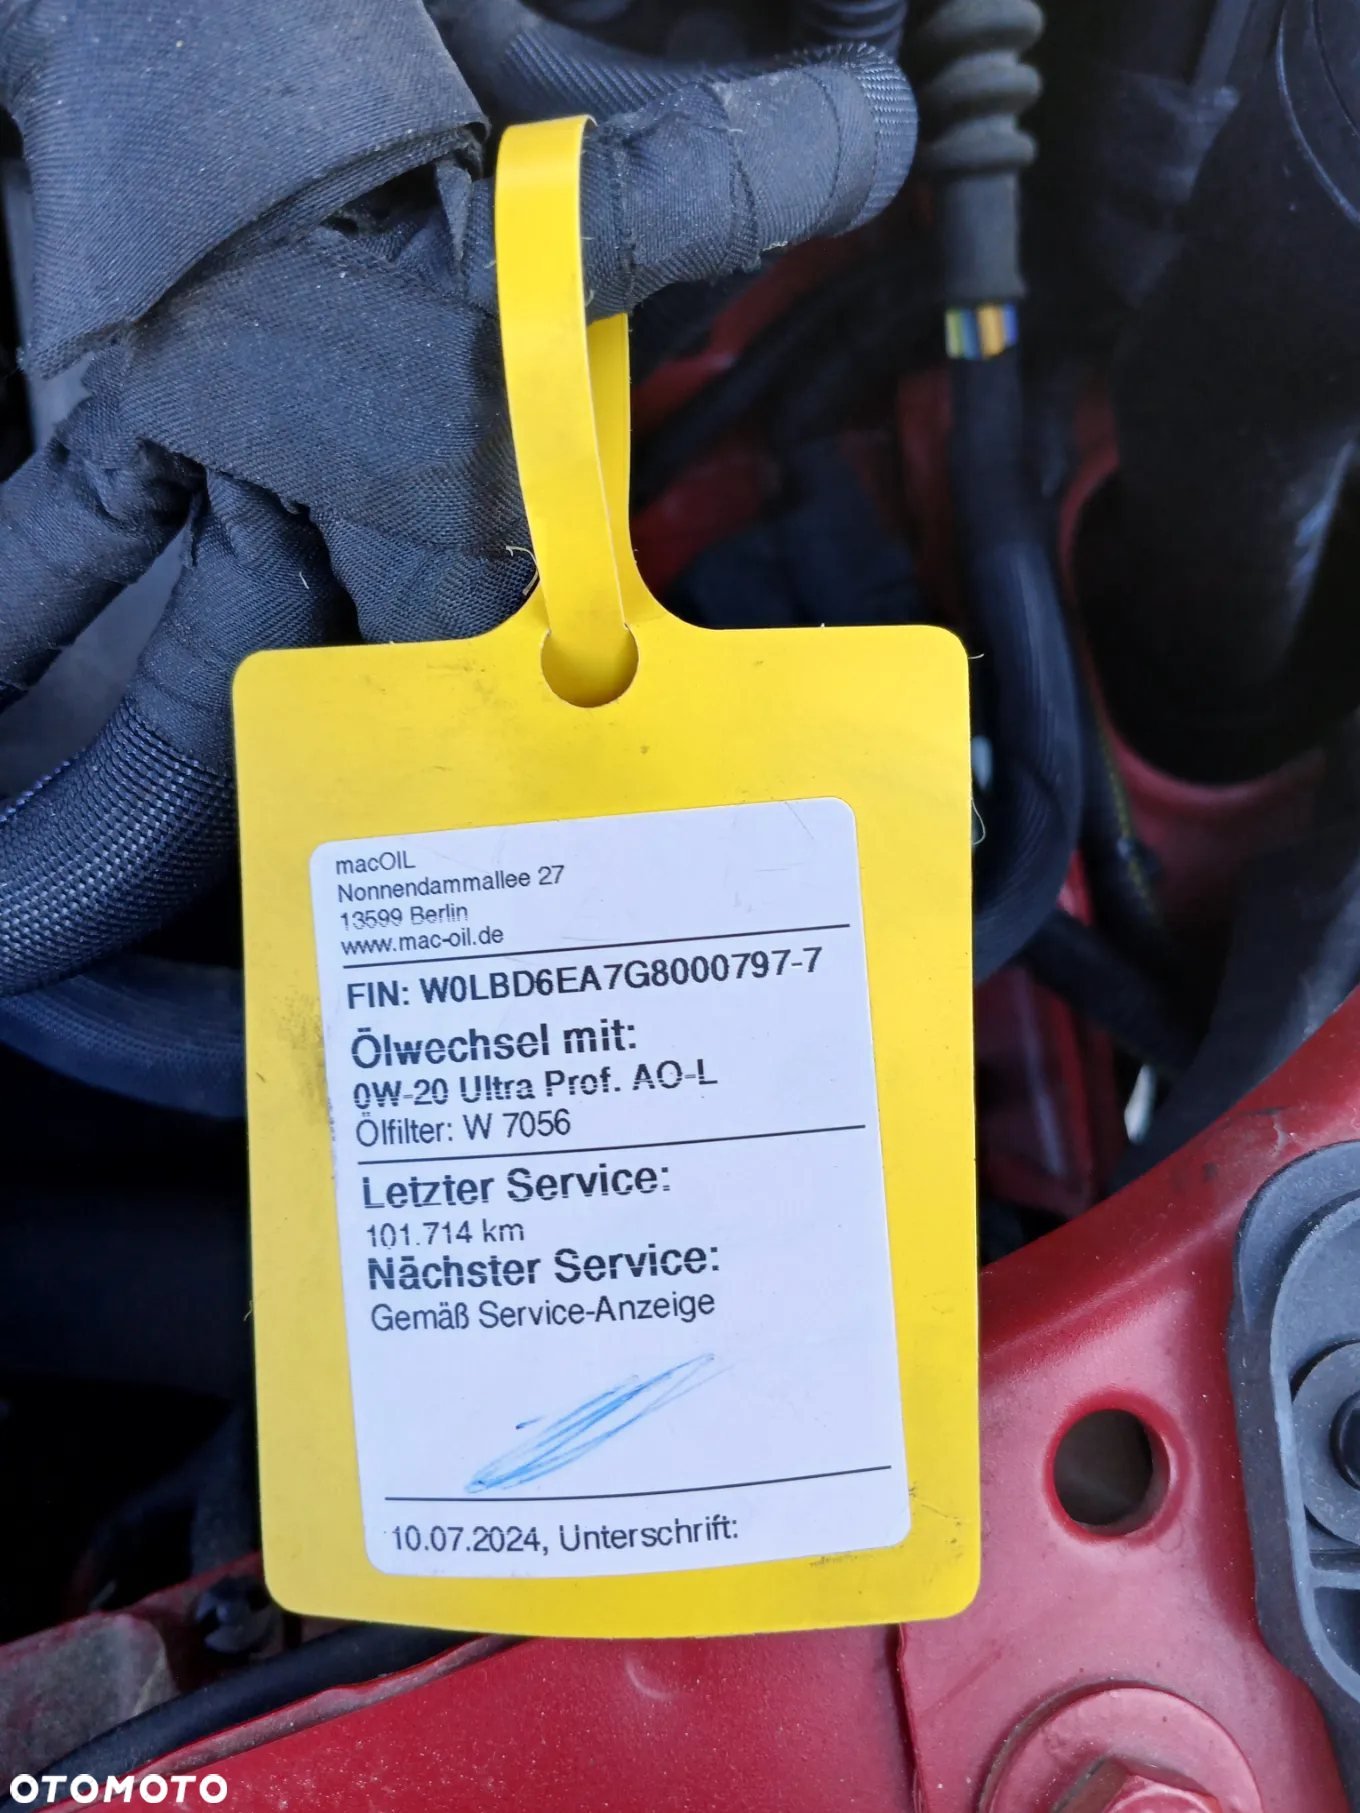 macOIL
Nonnendammallee 27
13599 Berlin
www.mac-oil.de
FIN: W0LBD6EA7G8000797-7
Ölwechsel mit:
0W-20 Ultra Prof. AO-L
Ölfilter: W 7056
Letzter Service:
101.714 km
Nächster Service:
Gemäß Service-Anzeige
10.07.2024, Unterschrift:
OTOMOTO